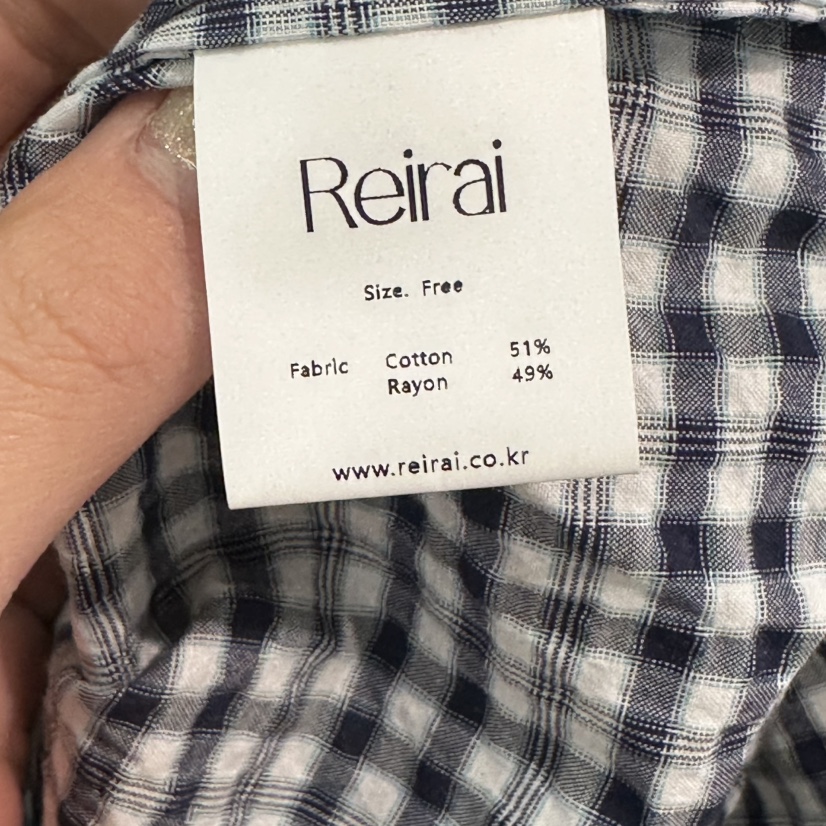 Reirai
Size. Free
Fabric Cotton 51%
Rayon 49%
www.reirai.co.kr